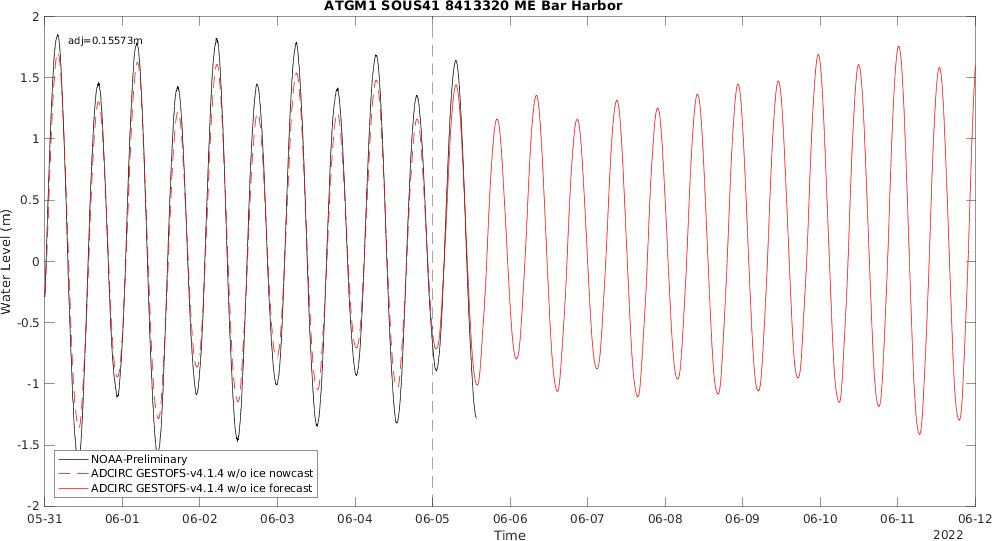 ATGM1 SOUS41 8413320 ME Bar Harbor
adj=0.15573m
2
1.5
1
0.5
0
-0.5
-1
-1.5
-2
Water Level (m)
NOAA-Preliminary
ADCIRC GESTOFS-v4.1.4 w/o ice nowcast
ADCIRC GESTOFS-v4.1.4 w/o ice forecast
05-31 06-01 06-02 06-03 06-04 06-05 06-06 06-07 06-08 06-09 06-10 06-11 06-12
Time
2022